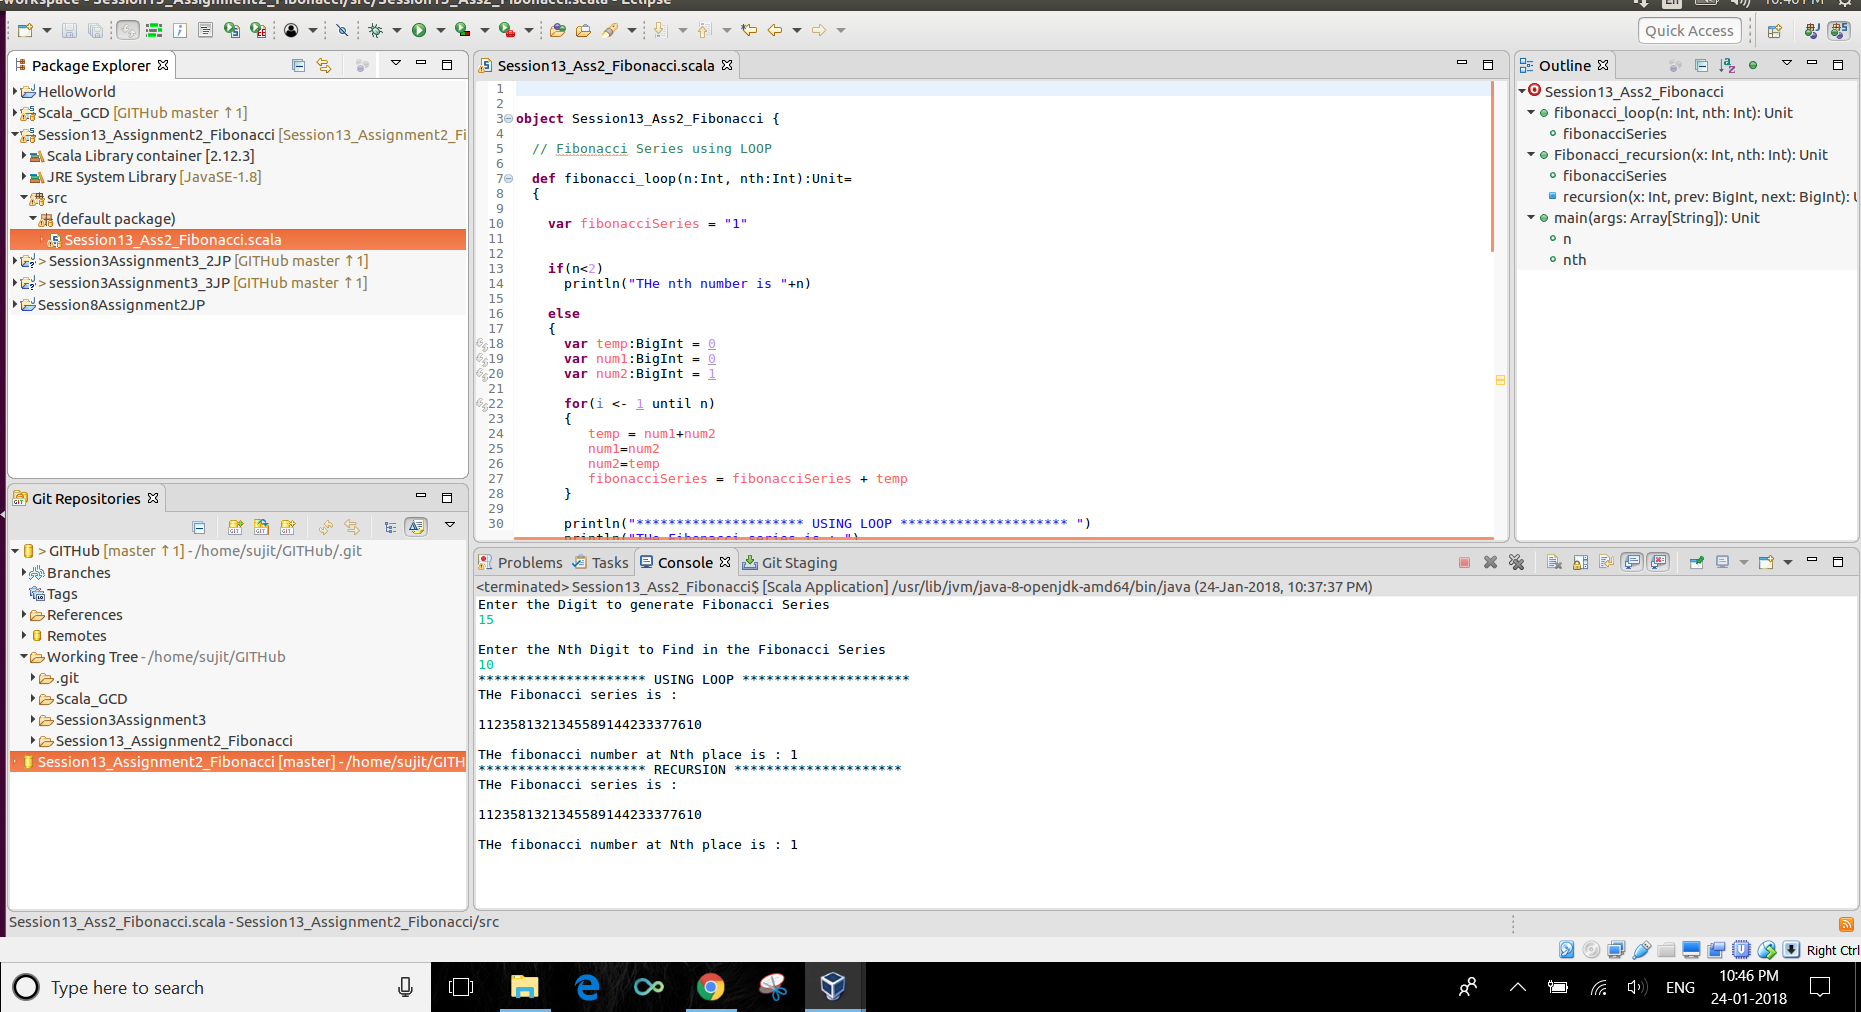 -workspace - Session13_Assignment2_Fibonacci/src/Session13_Ass2_Fibonacci.scala - Eclipse
En
10:46 PM
Quick Access
Package Explorer
HelloWorld
Scala_GCD [GITHub master ↑1]
Session13_Assignment2_Fibonacci [Session13_Assignment2_Fi
Scala Library container [2.12.3]
JRE System Library [JavaSE-1.8]
src
(default package)
Session13_Ass2_Fibonacci.scala
> Session3Assignment3_2JP [GITHub master ↑1]
> session3Assignment3_3JP [GITHub master ↑1]
Session8Assignment2JP
Git Repositories
> GITHub [master ↑1] - /home/sujit/GITHub/.git
Branches
Tags
References
Remotes
Working Tree - /home/sujit/GITHub
.git
Scala_GCD
Session3Assignment3
Session13_Assignment2_Fibonacci
Session13_Assignment2_Fibonacci [master] - /home/sujit/GITH
Session13_Ass2_Fibonacci.scala
1
2
3 object Session13_Ass2_Fibonacci {
4
5 // Fibonacci Series using LOOP
6
7 def fibonacci_loop(n:Int, nth:Int):Unit=
8 {
9
10 var fibonacciSeries = "1"
11
12
13 if(n<2)
14 println("THe nth number is "+n)
15
16 else
17 {
18 var temp:BigInt = 0
19 var num1:BigInt = 0
20 var num2:BigInt = 1
21
22 for(i <- 1 until n)
23 {
24 temp = num1+num2
25 num1=num2
26 num2=temp
27 fibonacciSeries = fibonacciSeries + temp
28 }
29
30 println("********************* USING LOOP ********************* ")
println("THe Fibonacci series is : ")
Outline
Session13_Ass2_Fibonacci
fibonacci_loop(n: Int, nth: Int): Unit
fibonacciSeries
Fibonacci_recursion(x: Int, nth: Int): Unit
fibonacciSeries
recursion(x: Int, prev: BigInt, next: BigInt): U
main(args: Array[String]): Unit
n
nth
Problems
Tasks
Console
Git Staging
<terminated> Session13_Ass2_Fibonacci$ [Scala Application] /usr/lib/jvm/java-8-openjdk-amd64/bin/java (24-Jan-2018, 10:37:37 PM)
Enter the Digit to generate Fibonacci Series
15
Enter the Nth Digit to Find in the Fibonacci Series
10
********************* USING LOOP *********************
THe Fibonacci series is :
1123581321345589144233377610
THe fibonacci number at Nth place is : 1
********************* RECURSION *********************
THe Fibonacci series is :
1123581321345589144233377610
THe fibonacci number at Nth place is : 1
Session13_Ass2_Fibonacci.scala - Session13_Assignment2_Fibonacci/src
Right Ctrl
Type here to search
ENG
10:46 PM
24-01-2018